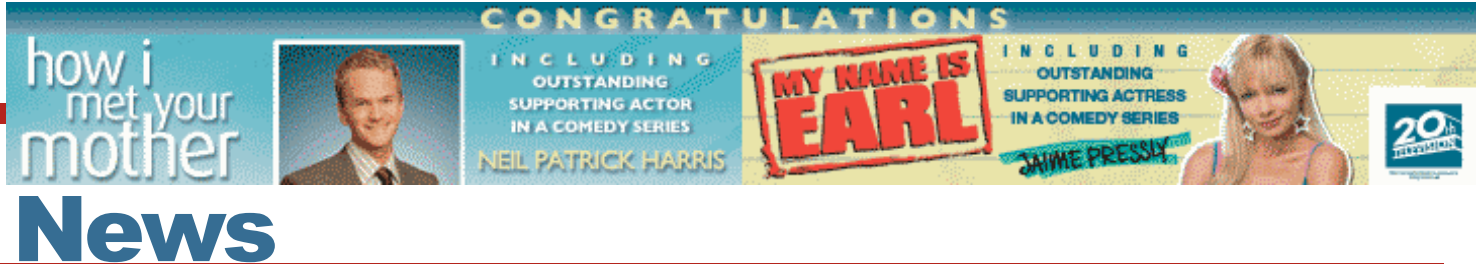 CONGRATULATIONS
how i
met your
mother
INCLUDING
OUTSTANDING
SUPPORTING ACTOR
IN A COMEDY SERIES
NEIL PATRICK HARRIS
MY NAME IS
EARL
INCLUDING
OUTSTANDING
SUPPORTING ACTRESS
IN A COMEDY SERIES
JAIME PRESSLY
20th
TELEVISION
News